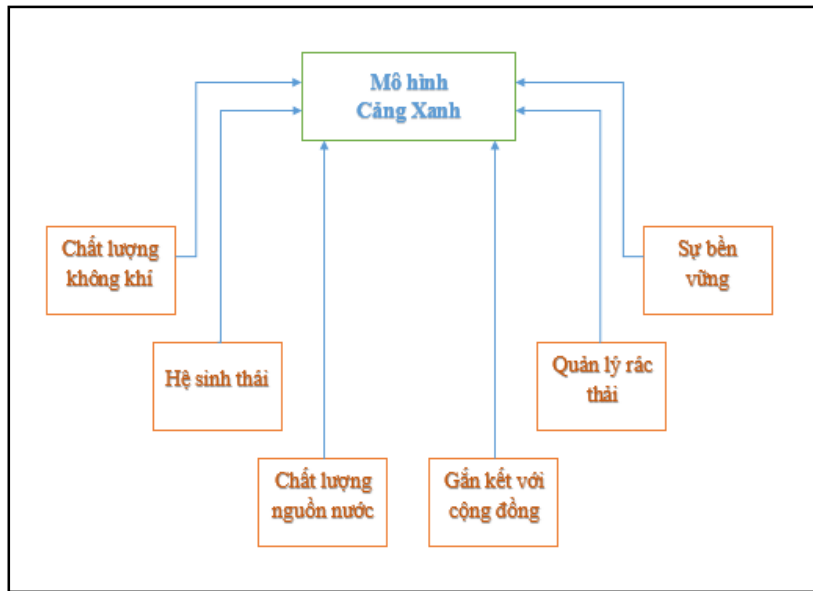 Mô hình
Cảng Xanh
Chất lượng
không khí
Sự bền
vững
Hệ sinh thái
Quản lý rác
thải
Chất lượng
nguồn nước
Gắn kết với
cộng đồng